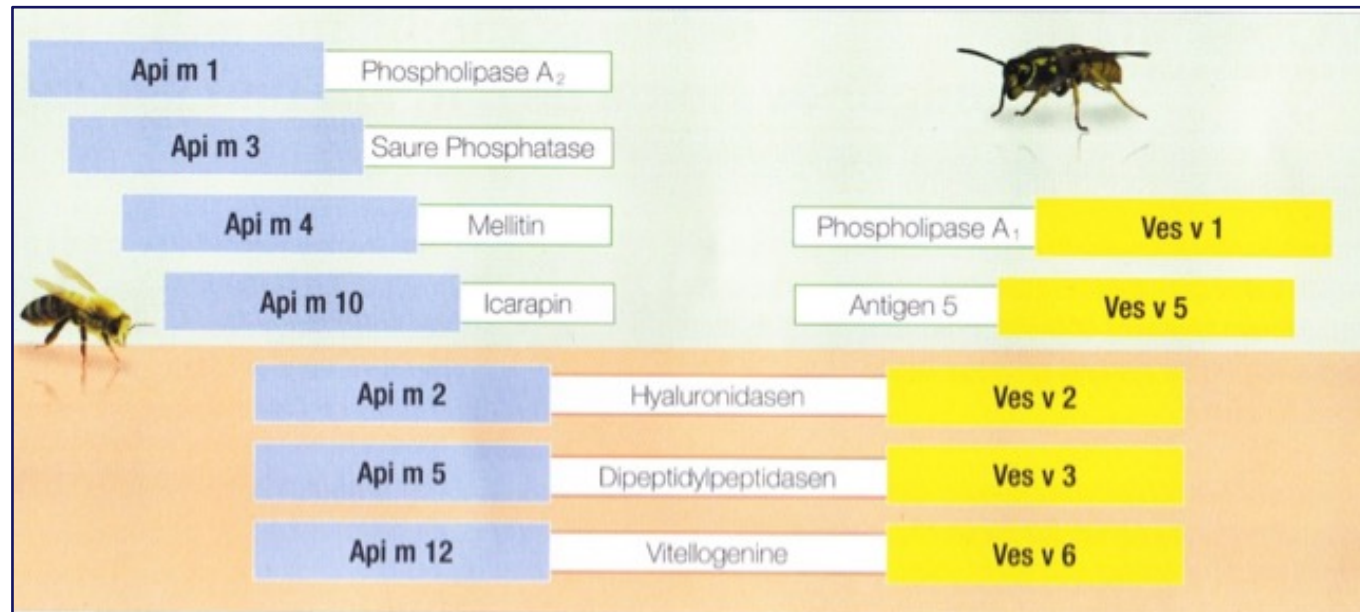 Api m 1 Phospholipase A₂
Api m 3 Saure Phosphatase
Api m 4 Mellitin Phospholipase A₁ Ves v 1
Api m 10 Icarapin Antigen 5 Ves v 5
Api m 2 Hyaluronidasen Ves v 2
Api m 5 Dipeptidylpeptidasen Ves v 3
Api m 12 Vitellogenine Ves v 6